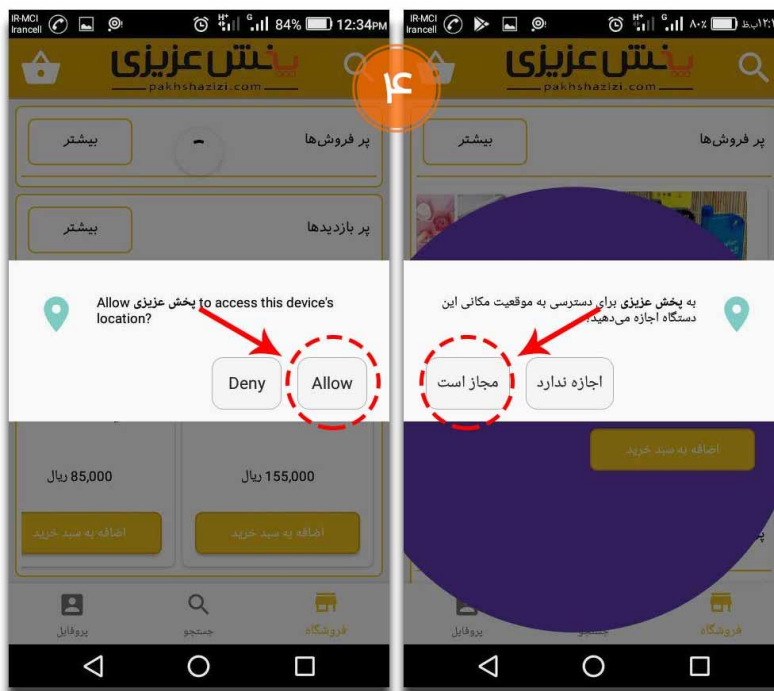 IR-MCI
Irancell
84%
12:34PM
پخش عزیزی
pakhshazizi.com
پر فروش‌ها
بیشتر
پر بازدیدها
بیشتر
Allow پخش عزیزی to access this device's
location?
Deny
Allow
85,000 ریال
155,000 ریال
اضافه به سبد خرید
اضافه به سبد خرید
پروفایل
جستجو
فروشگاه
۴
IR-MCI
Irancell
۸۰٪
پخش عزیزی
pakhshazizi.com
پر فروش‌ها
بیشتر
به پخش عزیزی برای دسترسی به موقعیت مکانی این
دستگاه اجازه می‌دهید؟
اجازه ندارد
مجاز است
اضافه به سبد خرید
پروفایل
جستجو
فروشگاه